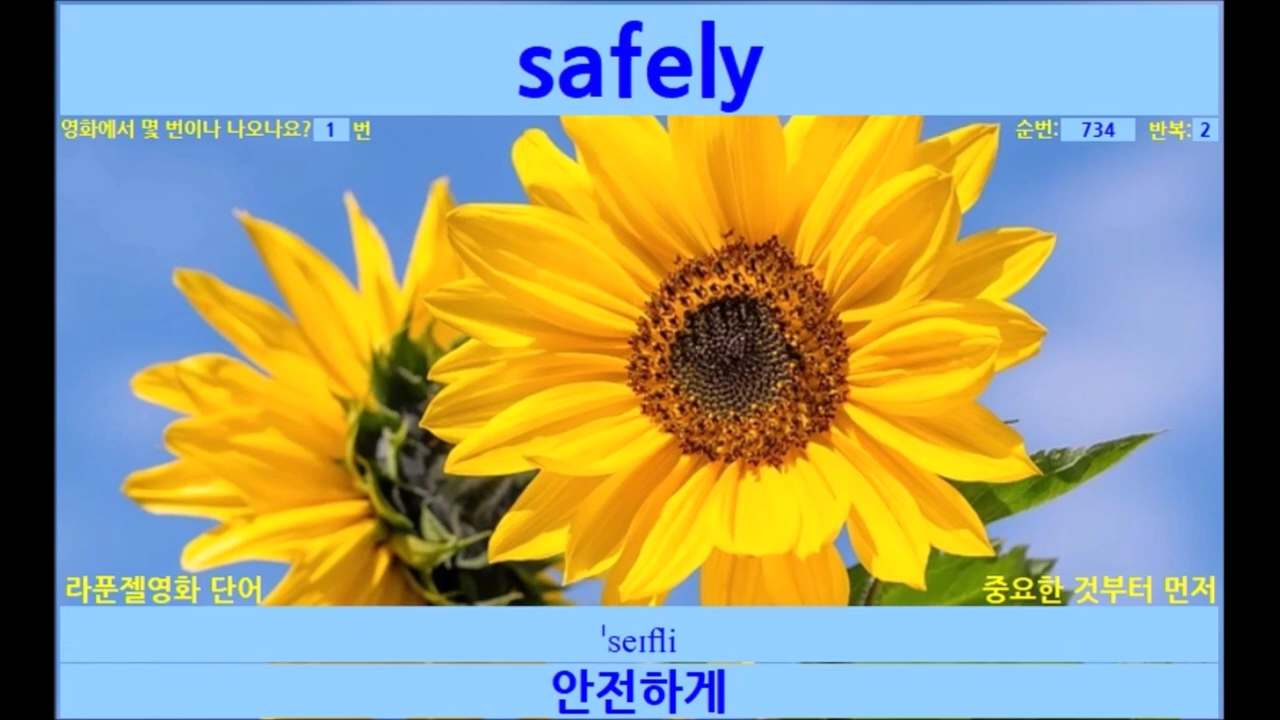 safely
영화에서 몇 번이나 나오나요? 1 번
순번: 734 반복: 2
라푼젤영화 단어
중요한 것부터 먼저
ˈseɪfli
안전하게